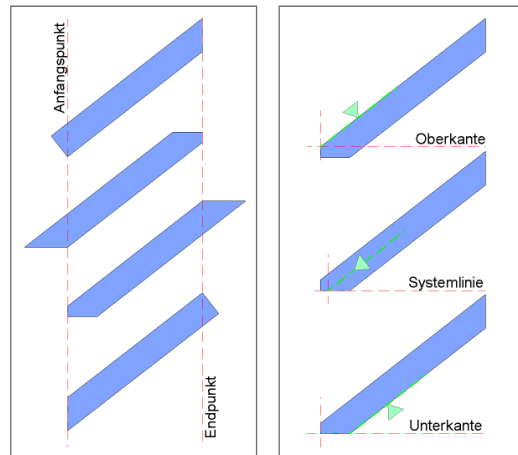 Anfangspunkt
Endpunkt
Oberkante
Systemlinie
Unterkante